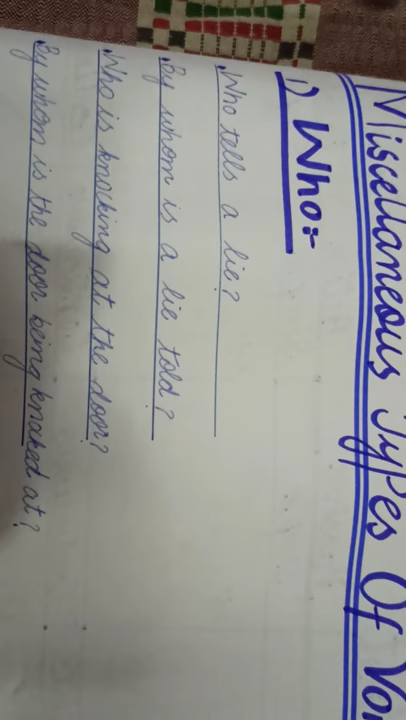 Miscellaneous Types Of
1) Who:-
Who tells a lie?
By whom is a lie told?
Who is knocking at the door?
By whom is the door being knocked at?